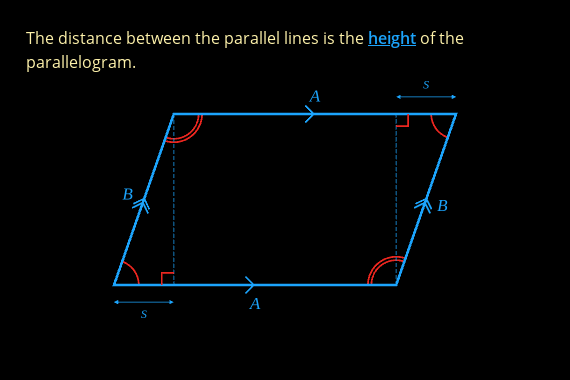 The distance between the parallel lines is the height of the
parallelogram.
S
A
B
B
S
A